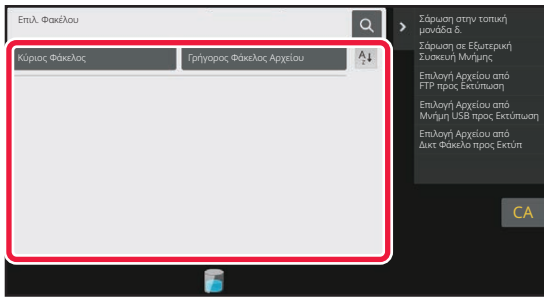 Επιλ. Φακέλου
Κύριος Φάκελος
Γρήγορος Φάκελος Αρχείου
A
Z
Σάρωση στην τοπική
μονάδα δ.
Σάρωση σε Εξωτερική
Συσκευή Μνήμης
Επιλογή Αρχείου από
FTP προς Εκτύπωση
Επιλογή Αρχείου από
Μνήμη USB προς Εκτύπωση
Επιλογή Αρχείου από
Δικτ Φάκελο προς Εκτύπ
CA